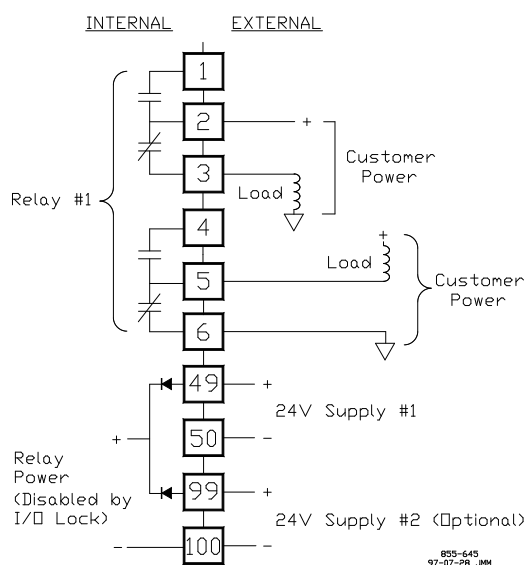 INTERNAL EXTERNAL
1
2 +
3
Customer
Power
Load
Relay #1
4
+
Load
5
Customer
Power
6
49 +
24V Supply #1
+
50 -
Relay
Power
(Disabled by
I/O Lock)
99 +
24V Supply #2 (Optional)
- 100 -
855-645
97-07-28 JMM